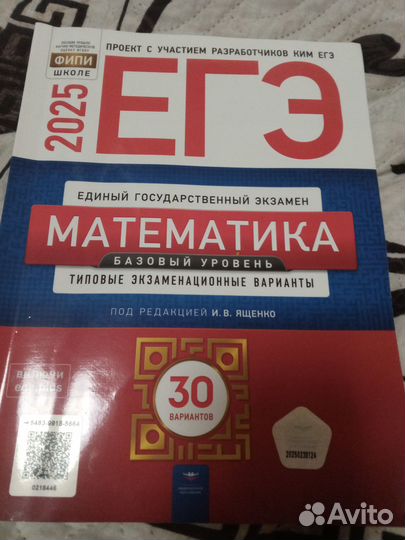 ПРОЕКТ С УЧАСТИЕМ РАЗРАБОТЧИКОВ КИМ ЕГЭ
ФИПИ
ШКОЛЕ
2025
ЕГЭ
ЕДИНЫЙ ГОСУДАРСТВЕННЫЙ ЭКЗАМЕН
МАТЕМАТИКА
БАЗОВЫЙ УРОВЕНЬ
ТИПОВЫЕ ЭКЗАМЕНАЦИОННЫЕ ВАРИАНТЫ
ПОД РЕДАКЦИЕЙ И. В. ЯЩЕНКО
30
ВАРИАНТОВ
0218446
Avito